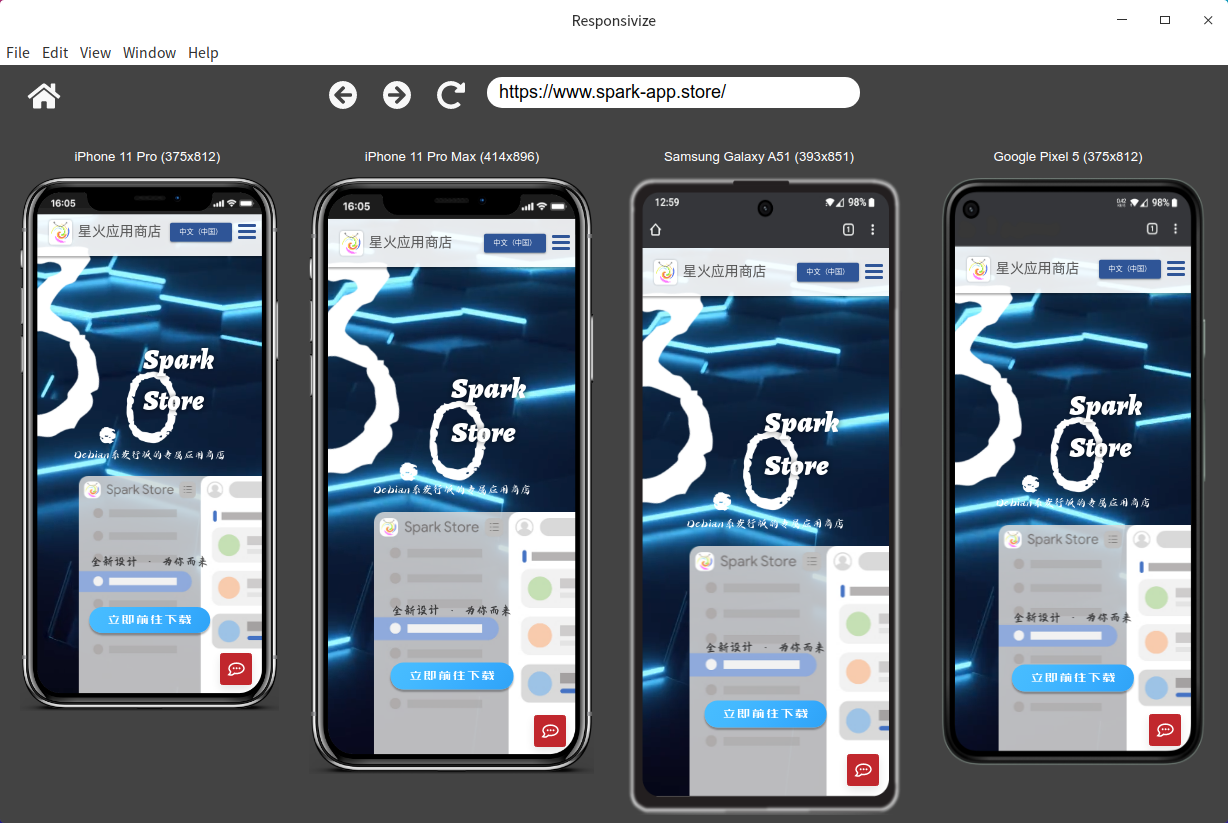 Responsivize
File Edit View Window Help
https://www.spark-app.store/
iPhone 11 Pro (375x812)
16:05
星火应用商店
中文（中国）
3.0
Spark
Store
Debian系发行版的专属应用商店
Spark Store
全新设计 · 为你而来
立即前往下载
iPhone 11 Pro Max (414x896)
16:05
星火应用商店
中文（中国）
3.0
Spark
Store
Debian系发行版的专属应用商店
Spark Store
全新设计 · 为你而来
立即前往下载
Samsung Galaxy A51 (393x851)
12:59
98%
1
星火应用商店
中文（中国）
3.0
Spark
Store
Debian系发行版的专属应用商店
Spark Store
全新设计 · 为你而来
立即前往下载
Google Pixel 5 (375x812)
98%
1
星火应用商店
中文（中国）
3.0
Spark
Store
Debian系发行版的专属应用商店
Spark Store
全新设计 · 为你而来
立即前往下载